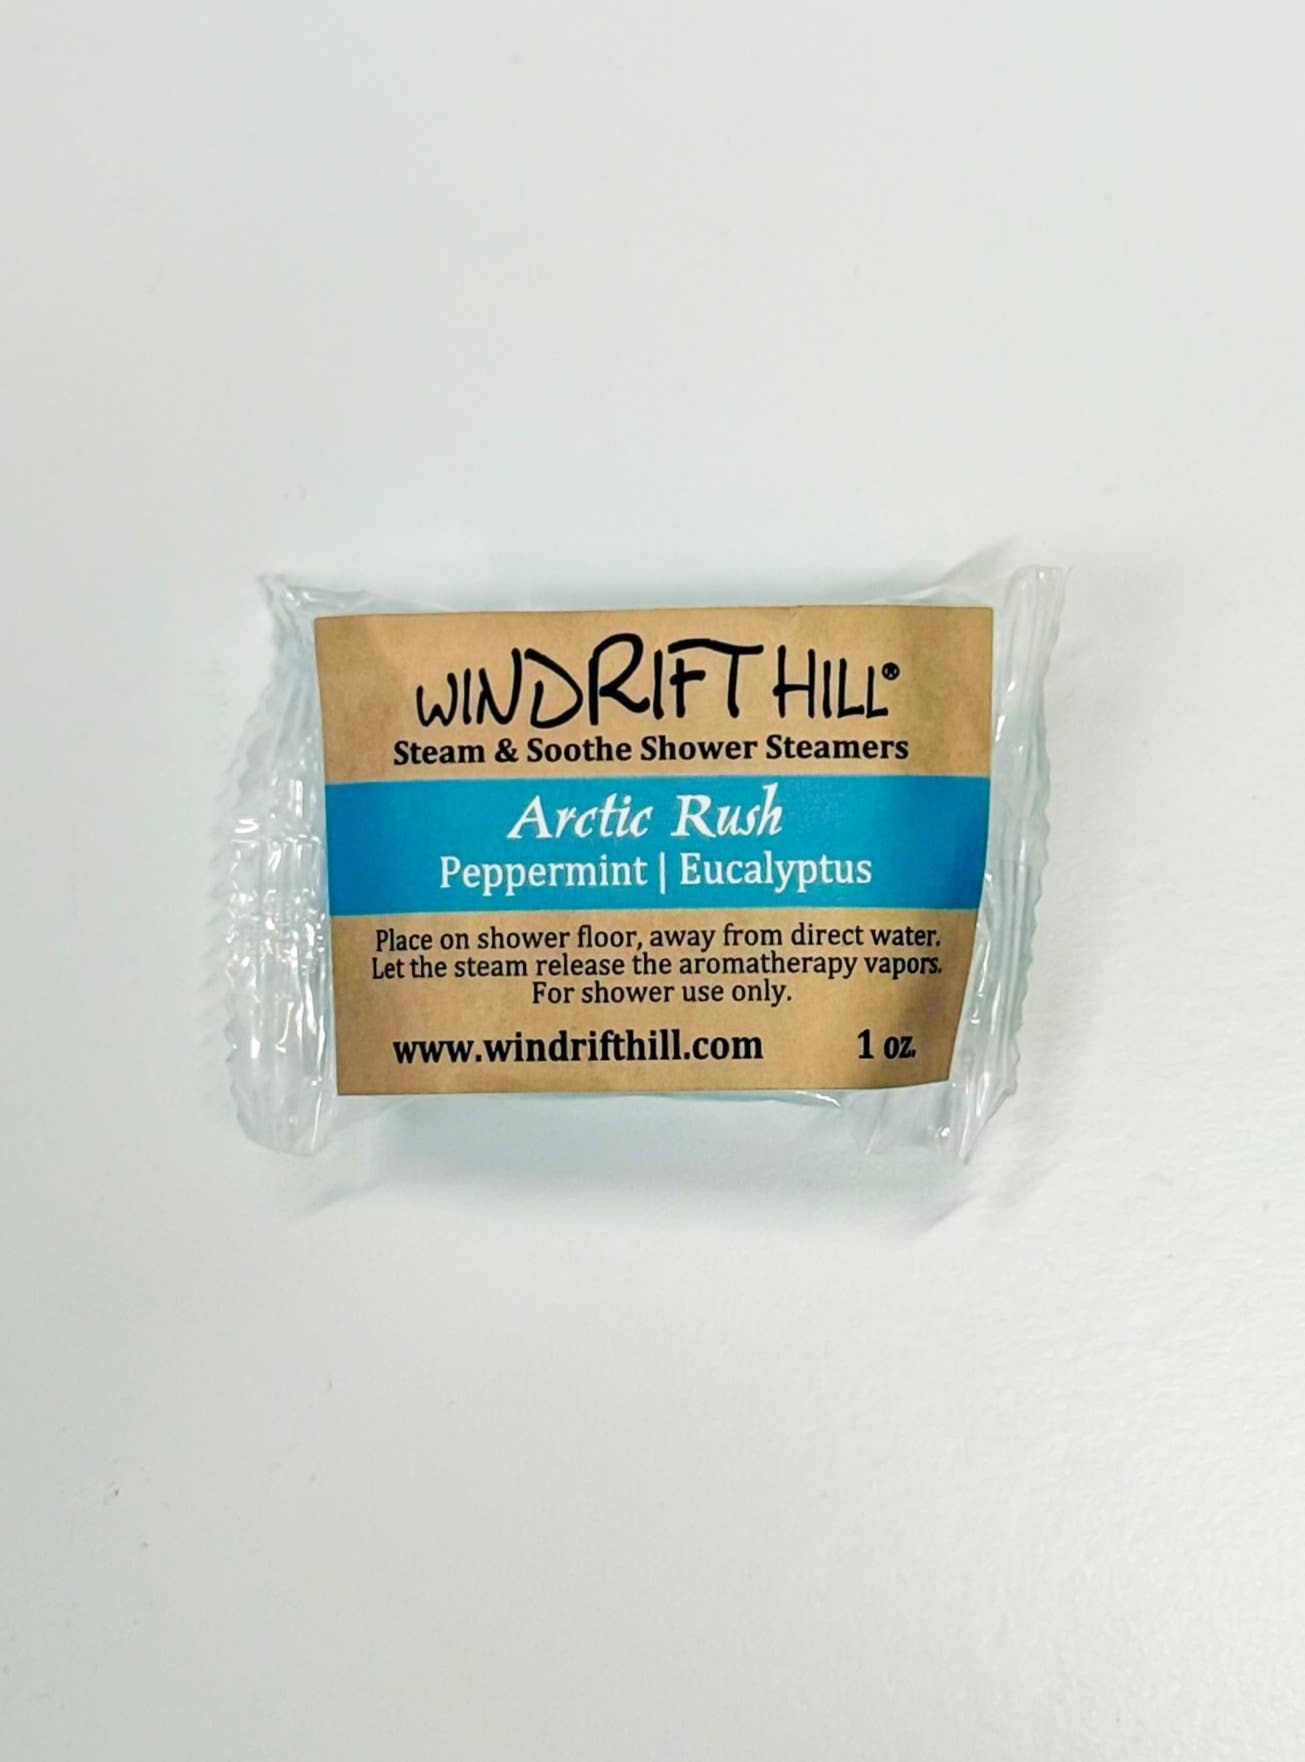 WINDRIFT HILL®
Steam & Soothe Shower Steamers
Arctic Rush
Peppermint | Eucalyptus
Place on shower floor, away from direct water.
Let the steam release the aromatherapy vapors.
For shower use only.
www.windrifthill.com 1 oz.